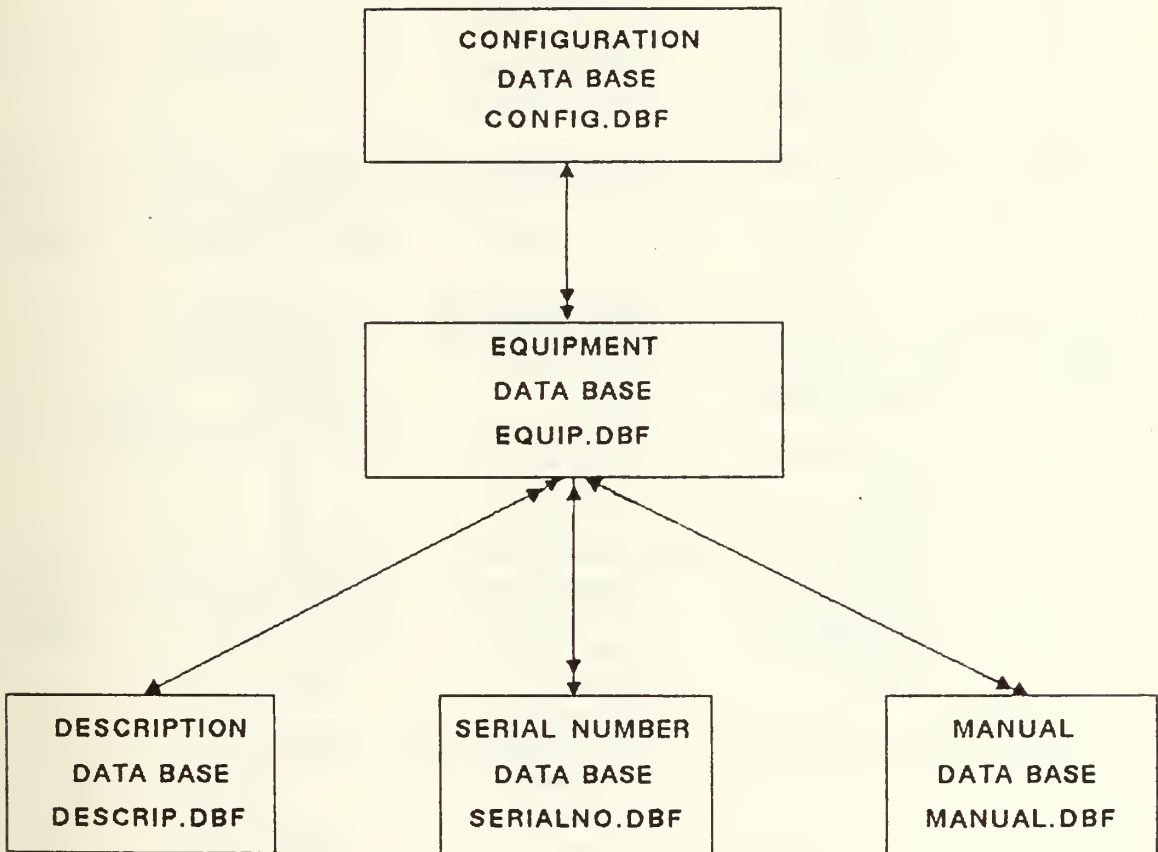 CONFIGURATION
DATA BASE
CONFIG.DBF
EQUIPMENT
DATA BASE
EQUIP.DBF
DESCRIPTION
DATA BASE
DESCRIP.DBF
SERIAL NUMBER
DATA BASE
SERIALNO.DBF
MANUAL
DATA BASE
MANUAL.DBF